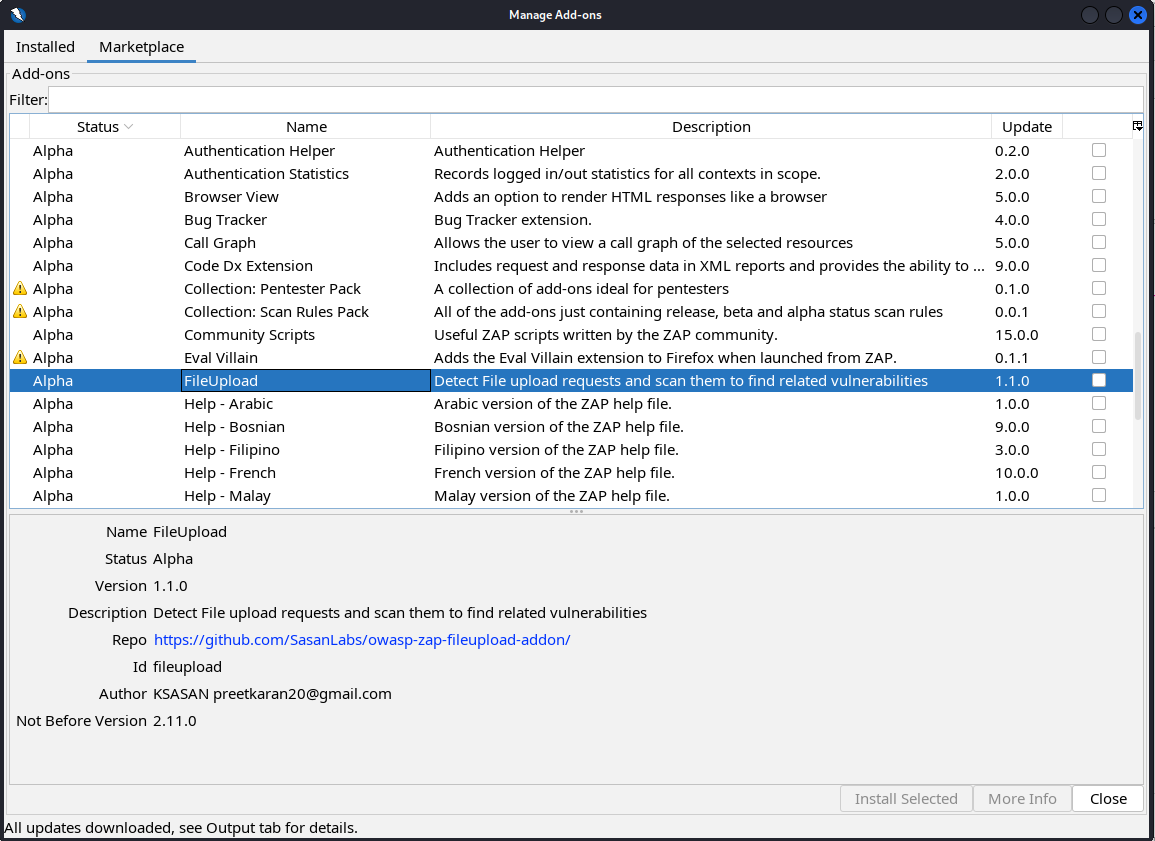 Manage Add-ons
Installed Marketplace
Add-ons
Filter:
Status Name Description Update
Alpha Authentication Helper Authentication Helper 0.2.0
Alpha Authentication Statistics Records logged in/out statistics for all contexts in scope. 2.0.0
Alpha Browser View Adds an option to render HTML responses like a browser 5.0.0
Alpha Bug Tracker Bug Tracker extension. 4.0.0
Alpha Call Graph Allows the user to view a call graph of the selected resources 5.0.0
Alpha Code Dx Extension Includes request and response data in XML reports and provides the ability to ... 9.0.0
Alpha Collection: Pentester Pack A collection of add-ons ideal for pentesters 0.1.0
Alpha Collection: Scan Rules Pack All of the add-ons just containing release, beta and alpha status scan rules 0.0.1
Alpha Community Scripts Useful ZAP scripts written by the ZAP community. 15.0.0
Alpha Eval Villain Adds the Eval Villain extension to Firefox when launched from ZAP. 0.1.1
Alpha FileUpload Detect File upload requests and scan them to find related vulnerabilities 1.1.0
Alpha Help - Arabic Arabic version of the ZAP help file. 1.0.0
Alpha Help - Bosnian Bosnian version of the ZAP help file. 9.0.0
Alpha Help - Filipino Filipino version of the ZAP help file. 3.0.0
Alpha Help - French French version of the ZAP help file. 10.0.0
Alpha Help - Malay Malay version of the ZAP help file. 1.0.0
Name FileUpload
Status Alpha
Version 1.1.0
Description Detect File upload requests and scan them to find related vulnerabilities
Repo https://github.com/SasanLabs/owasp-zap-fileupload-addon/
Id fileupload
Author KSASAN preetkaran20@gmail.com
Not Before Version 2.11.0
Install Selected More Info Close
All updates downloaded, see Output tab for details.